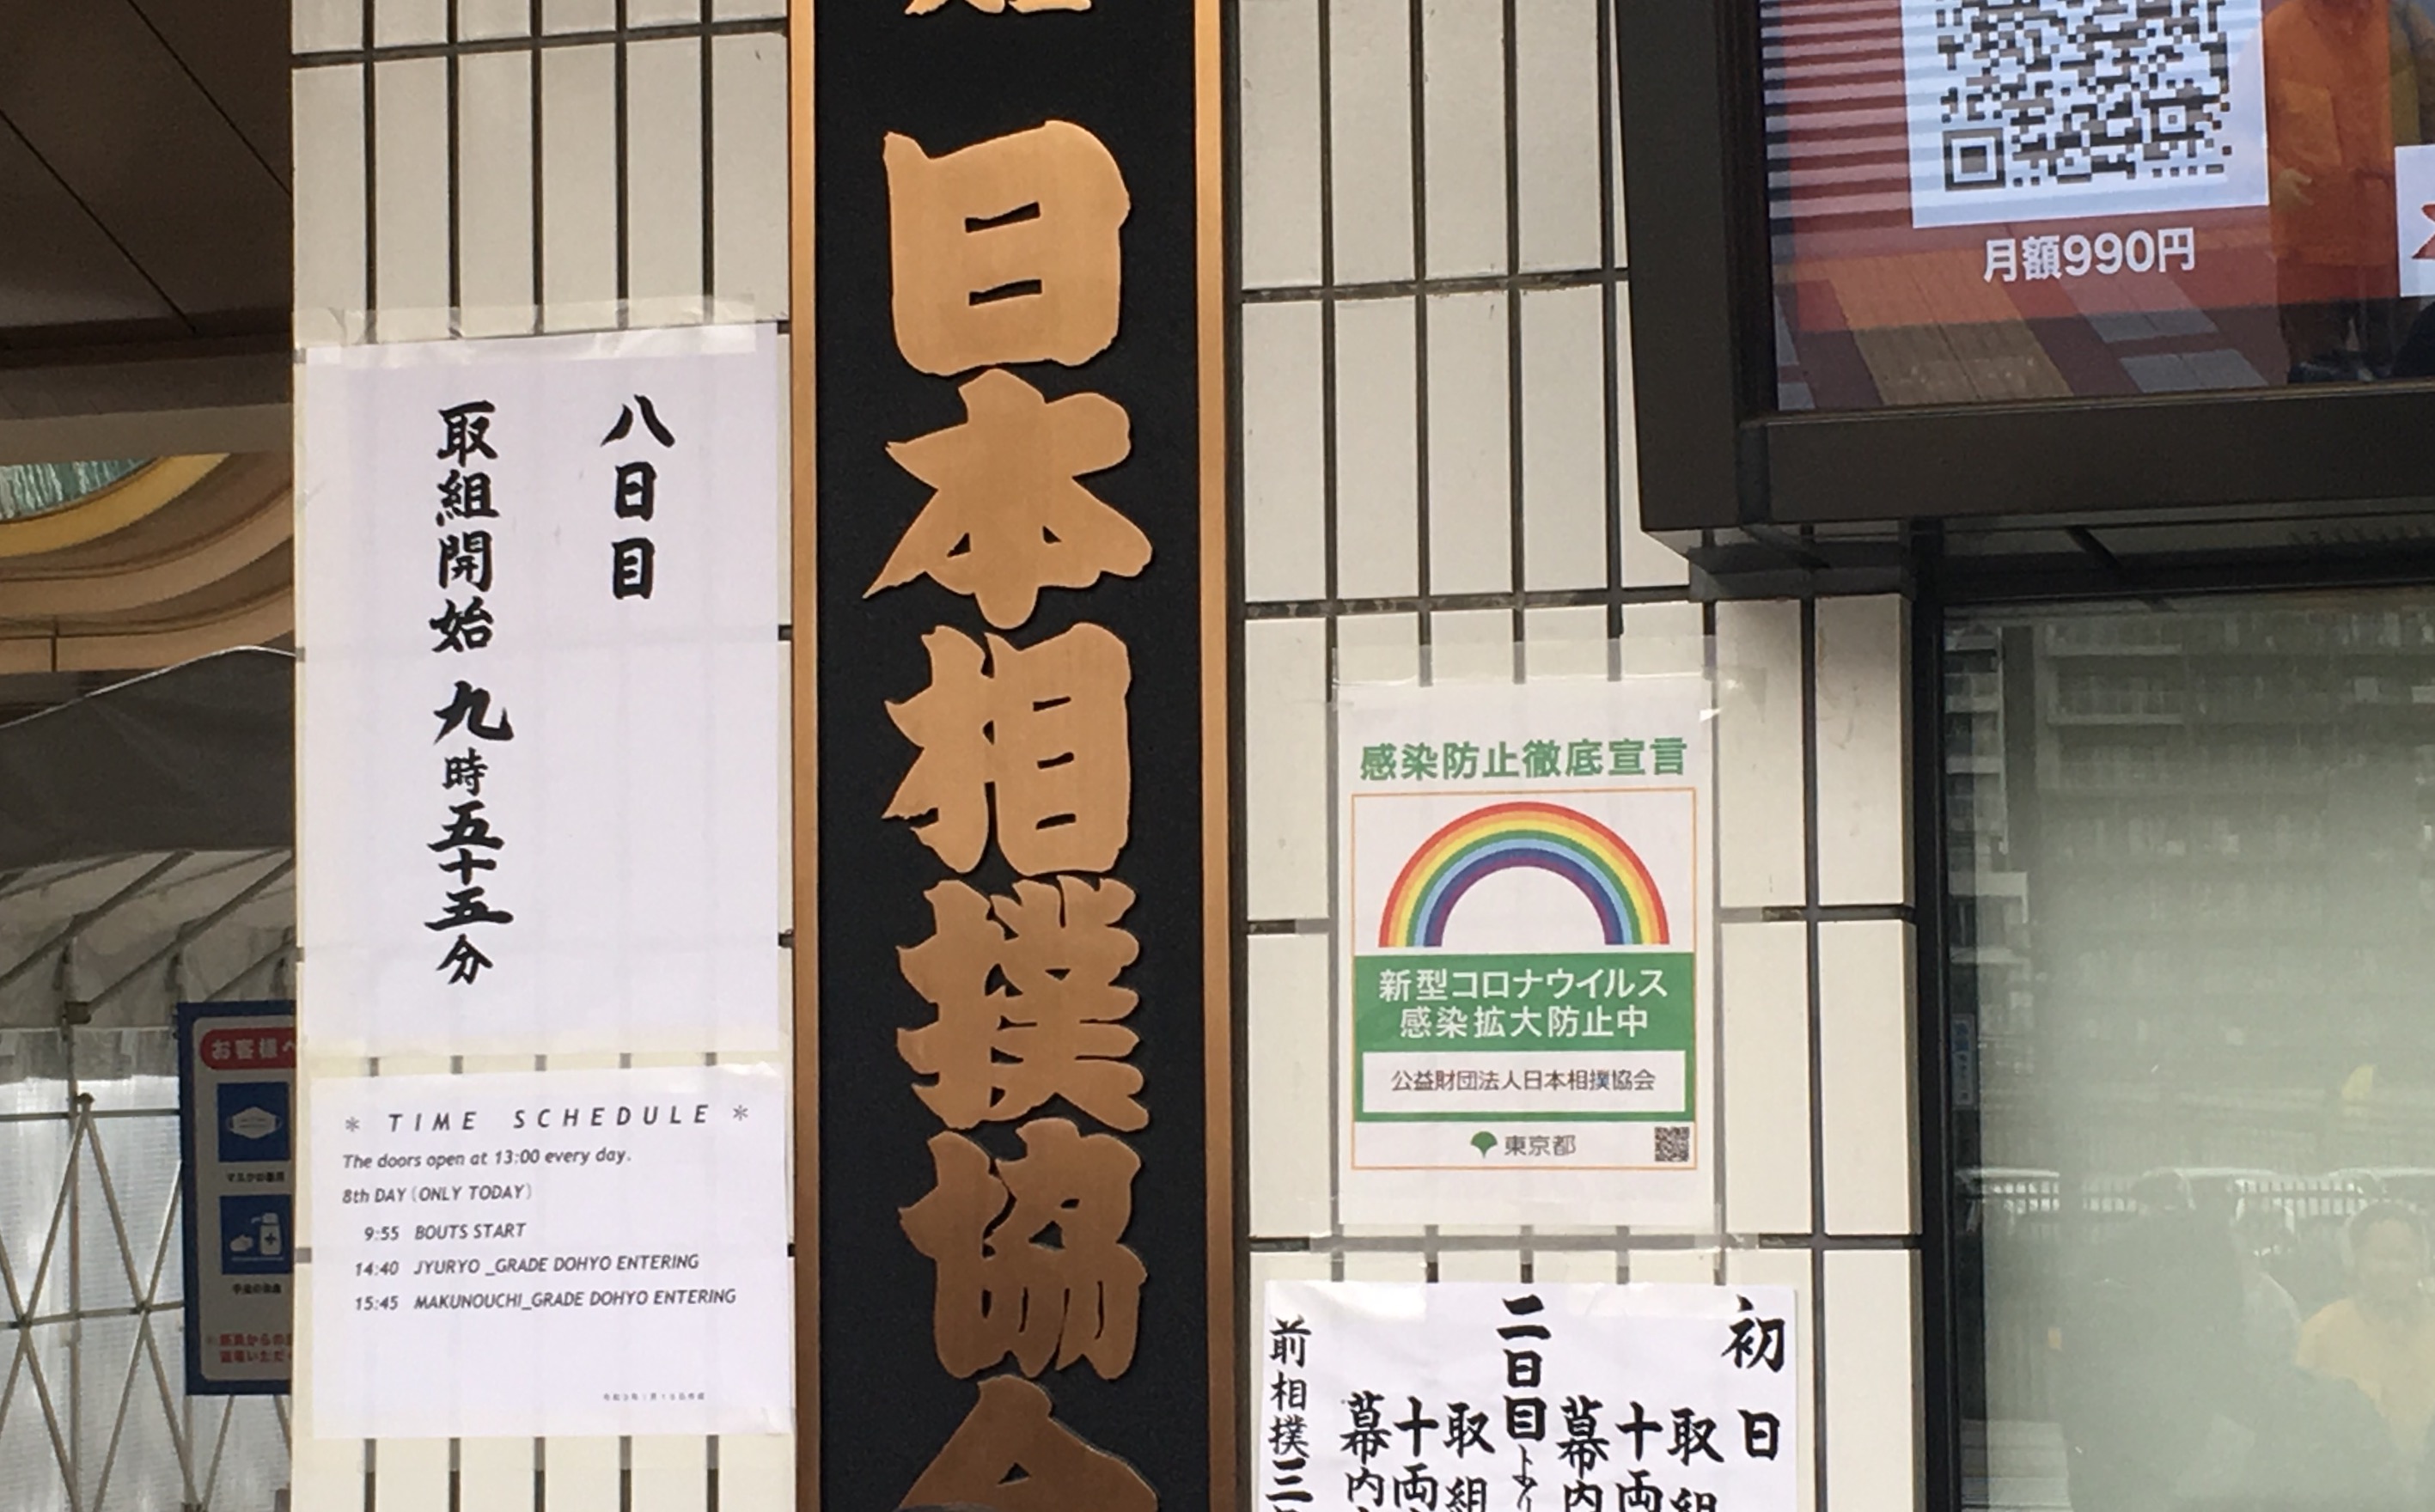 日本相撲協会
八日目
取組開始 九時五十五分
* TIME SCHEDULE *
The doors open at 13:00 every day.
8th DAY (ONLY TODAY)
9:55 BOUTS START
14:40 JYURYO _GRADE DOHYO ENTERING
15:45 MAKUNOUCHI_GRADE DOHYO ENTERING
お客様へ
月額990円
感染防止徹底宣言
新型コロナウイルス
感染拡大防止中
公益財団法人日本相撲協会
東京都
初日
取組
十両
幕内
二日目より
取組
十両
幕内
前相撲三